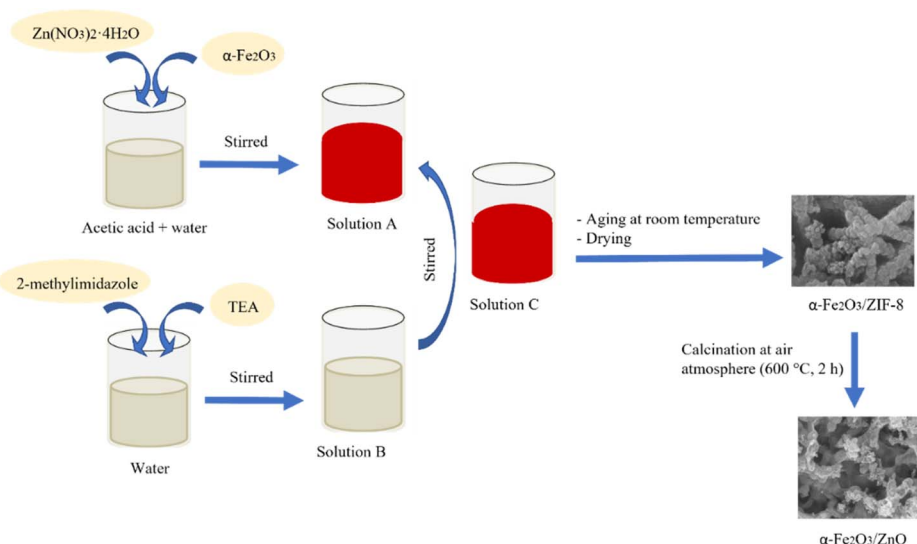 Zn(NO3)2·4H2O
α-Fe2O3
Stirred
Acetic acid + water
Solution A
2-methylimidazole
TEA
Stirred
Water
Solution B
Stirred
Solution C
- Aging at room temperature
- Drying
α-Fe2O3/ZIF-8
Calcination at air
atmosphere (600 °C, 2 h)
α-Fe2O3/ZnO